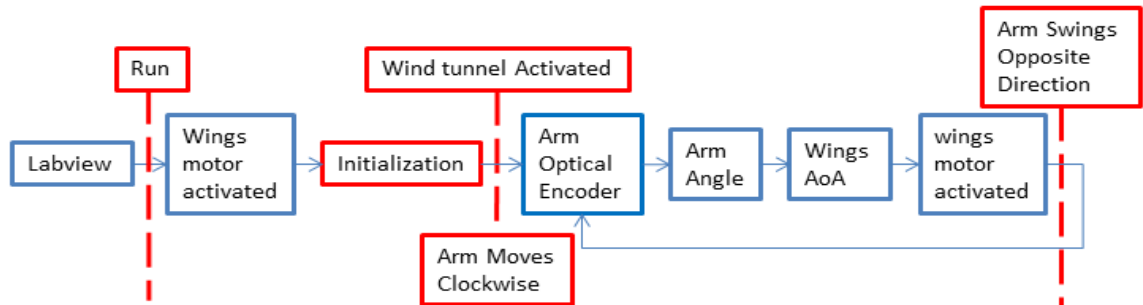 Run
Wind tunnel Activated
Arm Swings
Opposite
Direction
Labview
Wings
motor
activated
Initialization
Arm
Optical
Encoder
Arm
Angle
Wings
AoA
wings
motor
activated
Arm Moves
Clockwise